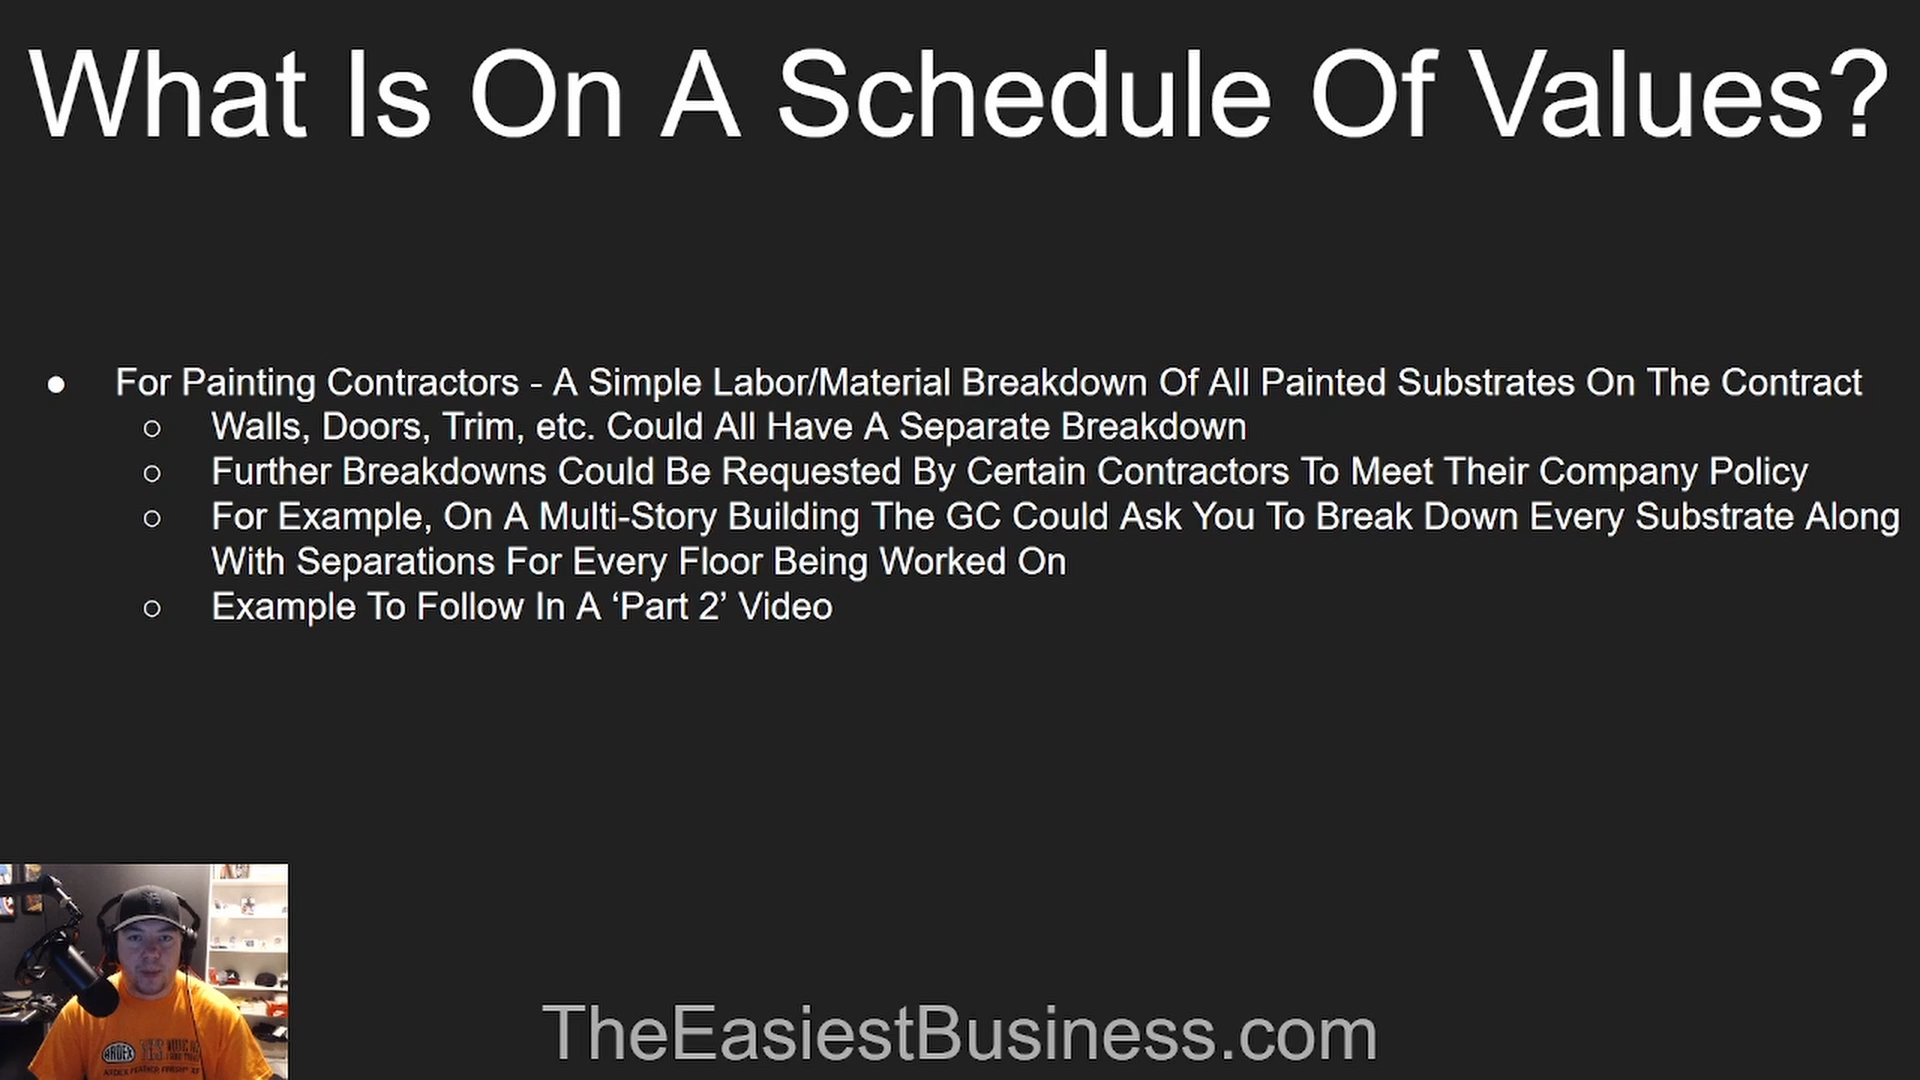 What Is On A Schedule Of Values?
● For Painting Contractors - A Simple Labor/Material Breakdown Of All Painted Substrates On The Contract
○ Walls, Doors, Trim, etc. Could All Have A Separate Breakdown
○ Further Breakdowns Could Be Requested By Certain Contractors To Meet Their Company Policy
○ For Example, On A Multi-Story Building The GC Could Ask You To Break Down Every Substrate Along
With Separations For Every Floor Being Worked On
○ Example To Follow In A ‘Part 2’ Video
ARDEX
TheEasiestBusiness.com